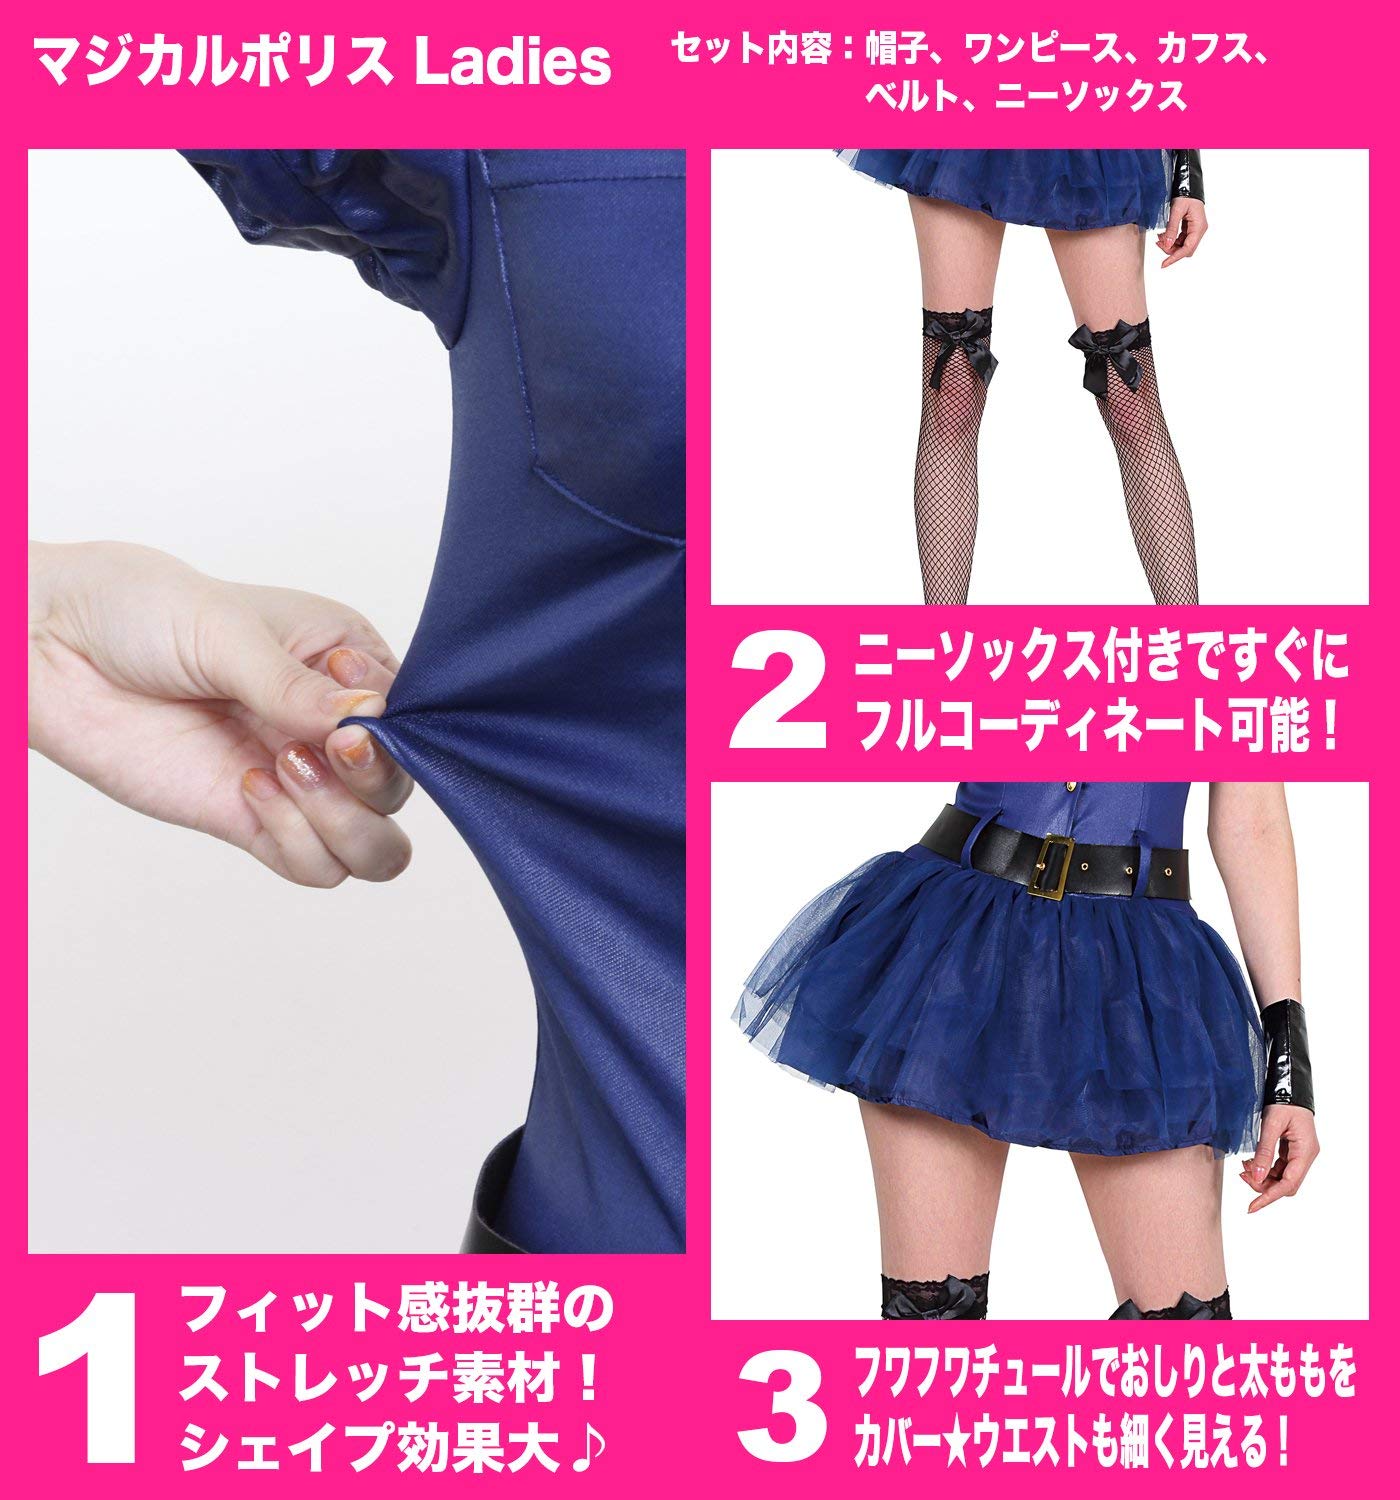 マジカルポリス Ladies
セット内容：帽子、ワンピース、カフス、
ベルト、ニーソックス
1
フィット感抜群の
ストレッチ素材！
シェイプ効果大♪
2
ニーソックス付きですぐに
フルコーディネート可能！
3
フワフワチュールでおしりと太ももを
カバー★ウエストも細く見える！